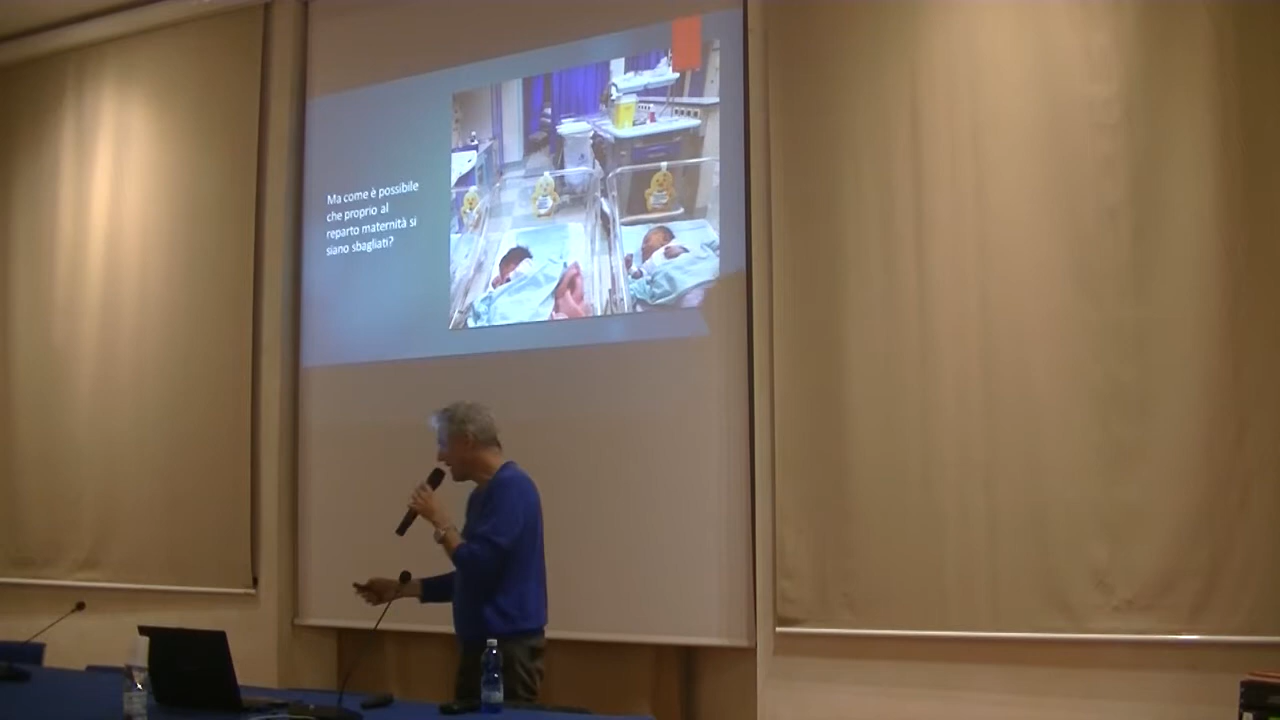 Ma come è possibile
che proprio al
reparto maternità si
siano sbagliati?